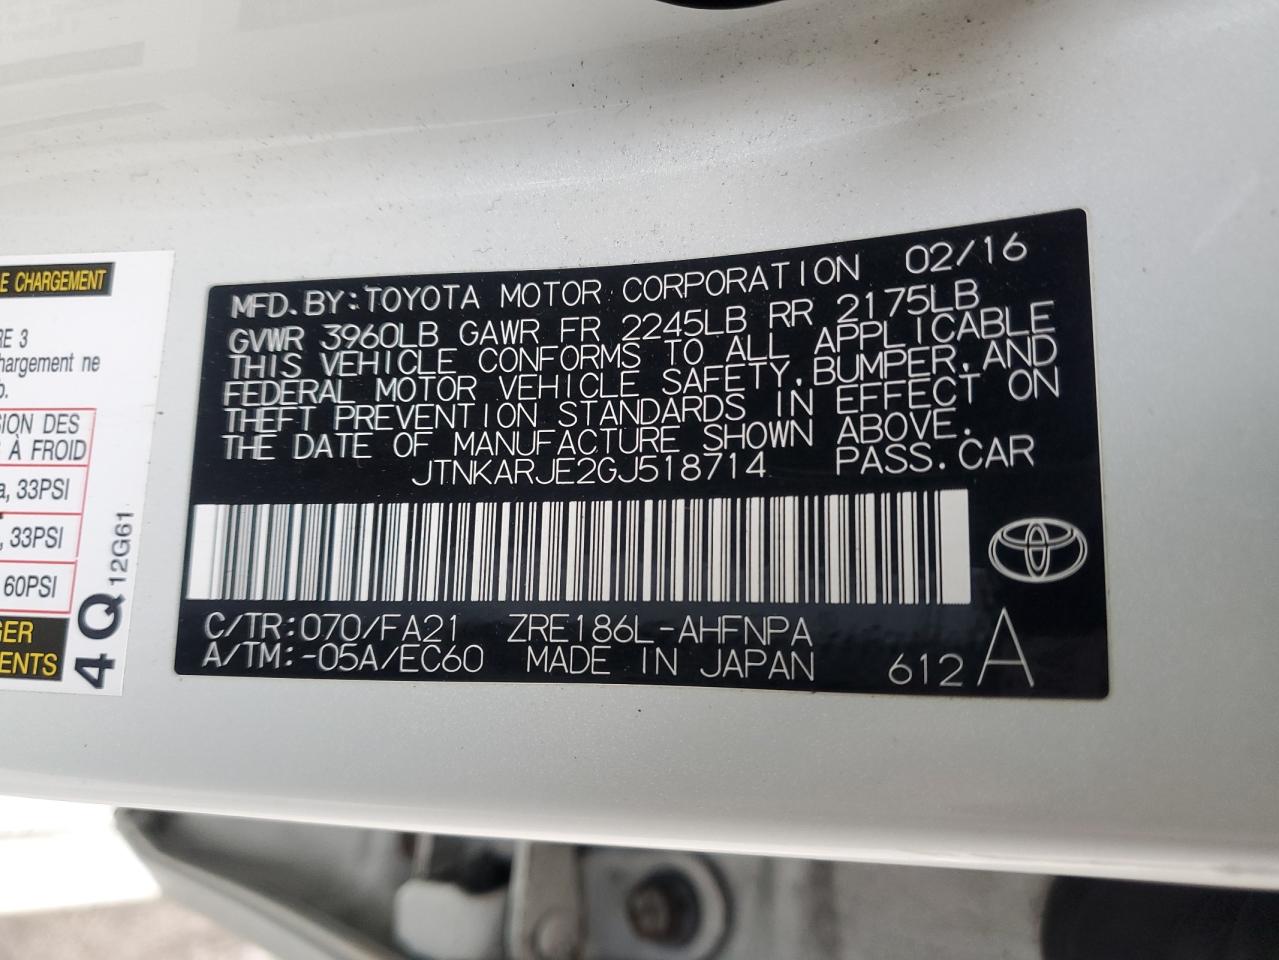 E CHARGEMENT
RE 3
hargement ne
b.
SION DES
À FROID
a, 33PSI
, 33PSI
60PSI
GER
ENTS
4Q 12G61
MFD.BY:TOYOTA MOTOR CORPORATION 02/16
GVWR 3960LB GAWR FR 2245LB RR 2175LB
THIS VEHICLE CONFORMS TO ALL APPLICABLE
FEDERAL MOTOR VEHICLE SAFETY,BUMPER,AND
THEFT PREVENTION STANDARDS IN EFFECT ON
THE DATE OF MANUFACTURE SHOWN ABOVE.
JTNKARJE2GJ518714 PASS.CAR
C/TR:070/FA21 ZRE186L-AHFNPA
A/TM:-05A/EC60 MADE IN JAPAN 612 A